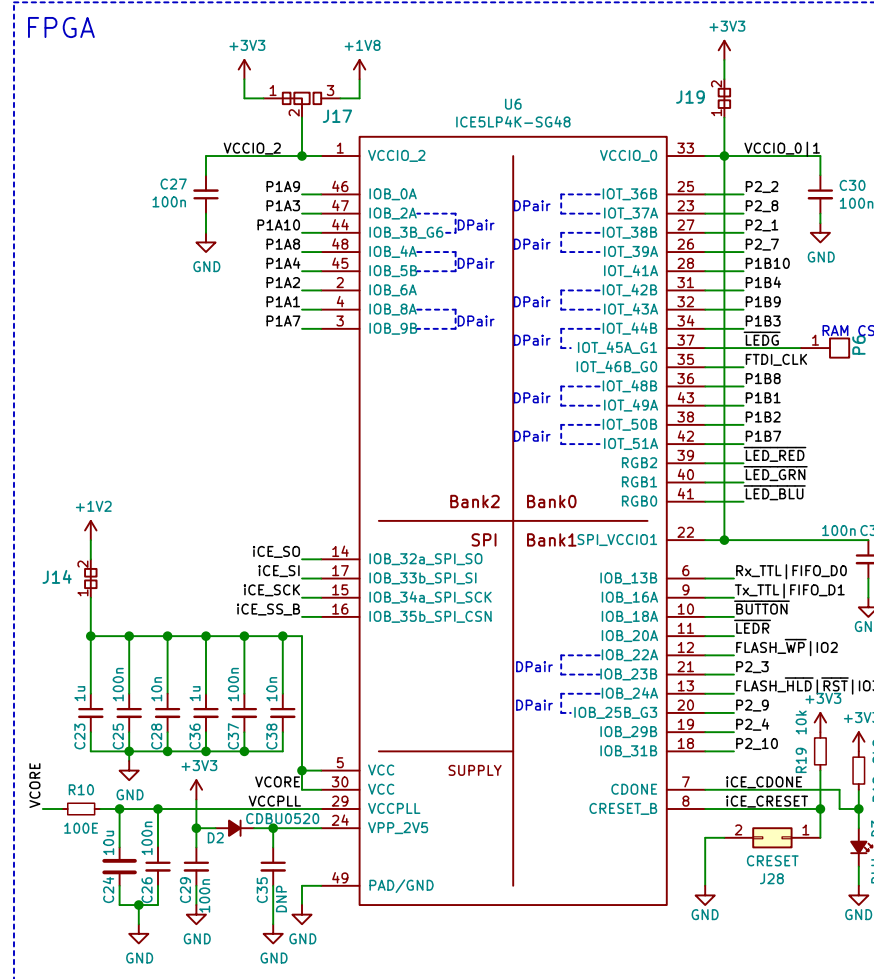 FPGA
+3V3
+1V8
+3V3
1 3
2
J17
J19
2
1
U6
ICE5LP4K-SG48
VCCIO_2 1 VCCIO_2
VCCIO_0 33 VCCIO_0|1
C27
100n
GND
C30
100n
GND
P1A9 46 IOB_0A
P1A3 47 IOB_2A
P1A10 44 IOB_3B_G6 DPair
P1A8 48 IOB_4A
P1A4 45 IOB_5B DPair
P1A2 2 IOB_6A
P1A1 4 IOB_8A
P1A7 3 IOB_9B DPair
DPair IOT_36B 25 P2_2
IOT_37A 23 P2_8
DPair IOT_38B 27 P2_1
IOT_39A 26 P2_7
IOT_41A 28 P1B10
DPair IOT_42B 31 P1B4
IOT_43A 32 P1B9
DPair IOT_44B 34 P1B3
IOT_45A_G1 37 LEDG 1 RAM_CS
P6
IOT_46B_G0 35 FTDI_CLK
DPair IOT_48B 36 P1B8
IOT_49A 43 P1B1
DPair IOT_50B 38 P1B2
IOT_51A 42 P1B7
RGB2 39 LED_RED
RGB1 40 LED_GRN
RGB0 41 LED_BLU
Bank2 Bank0
SPI Bank1 SPI_VCCIO1 22
100n C3
GND
+1V2
J14
2
1
iCE_SO 14 IOB_32a_SPI_SO
iCE_SI 17 IOB_33b_SPI_SI
iCE_SCK 15 IOB_34a_SPI_SCK
iCE_SS_B 16 IOB_35b_SPI_CSN
IOB_13B 6 Rx_TTL|FIFO_D0
IOB_16A 9 Tx_TTL|FIFO_D1
IOB_18A 10 BUTTON
IOB_20A 11 LEDR
DPair IOB_22A 12 FLASH_WP|IO2
IOB_23B 21 P2_3
DPair IOB_24A 13 FLASH_HLD|RST|IO3
IOB_25B_G3 20 P2_9
IOB_29B 19 P2_4
IOB_31B 18 P2_10
C23 1u
C25 100n
C28 10n
C36 1u
C37 100n
C38 10n
GND
+3V3
+3V3
R19 10k
+3V3
SUPPLY
5 VCC
VCORE 30 VCC
VCCPLL 29 VCCPLL
CDBU0520 24 VPP_2V5
D2
49 PAD/GND
CDONE 7 iCE_CDONE
CRESET_B 8 iCE_CRESET
VCORE
R10
100E
C24 10u
C26 100n
C29 100n
C35 DNP
GND
GND
GND
GND
2 1
CRESET
J28
GND
GND